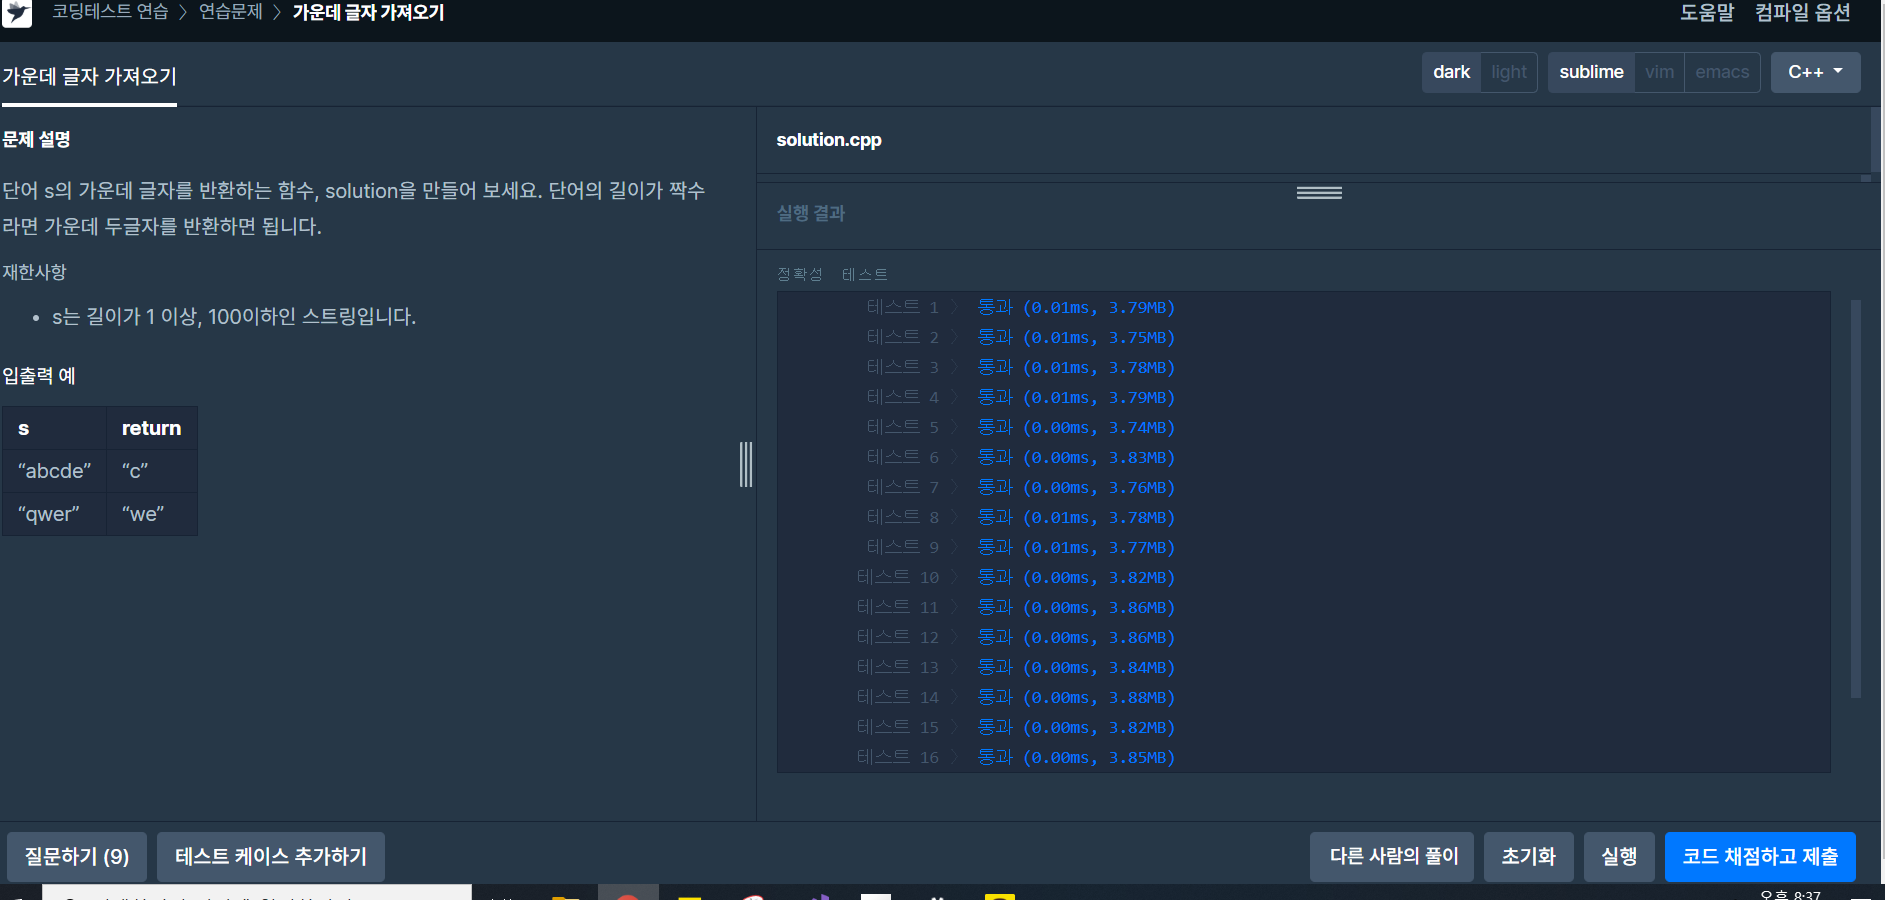 코딩테스트 연습 > 연습문제 > 가운데 글자 가져오기
도움말 컴파일 옵션
가운데 글자 가져오기
dark light sublime vim emacs C++
문제 설명
단어 s의 가운데 글자를 반환하는 함수, solution을 만들어 보세요. 단어의 길이가 짝수
라면 가운데 두글자를 반환하면 됩니다.
재한사항
• s는 길이가 1 이상, 100이하인 스트링입니다.
입출력 예
s return
“abcde” “c”
“qwer” “we”
solution.cpp
실행 결과
정확성 테스트
테스트 1 > 통과 (0.01ms, 3.79MB)
테스트 2 > 통과 (0.01ms, 3.75MB)
테스트 3 > 통과 (0.01ms, 3.78MB)
테스트 4 > 통과 (0.01ms, 3.79MB)
테스트 5 > 통과 (0.00ms, 3.74MB)
테스트 6 > 통과 (0.00ms, 3.83MB)
테스트 7 > 통과 (0.00ms, 3.76MB)
테스트 8 > 통과 (0.01ms, 3.78MB)
테스트 9 > 통과 (0.01ms, 3.77MB)
테스트 10 > 통과 (0.00ms, 3.82MB)
테스트 11 > 통과 (0.00ms, 3.86MB)
테스트 12 > 통과 (0.00ms, 3.86MB)
테스트 13 > 통과 (0.00ms, 3.84MB)
테스트 14 > 통과 (0.00ms, 3.88MB)
테스트 15 > 통과 (0.00ms, 3.82MB)
테스트 16 > 통과 (0.00ms, 3.85MB)
질문하기 (9) 테스트 케이스 추가하기 다른 사람의 풀이 초기화 실행 코드 채점하고 제출
오후 8:37